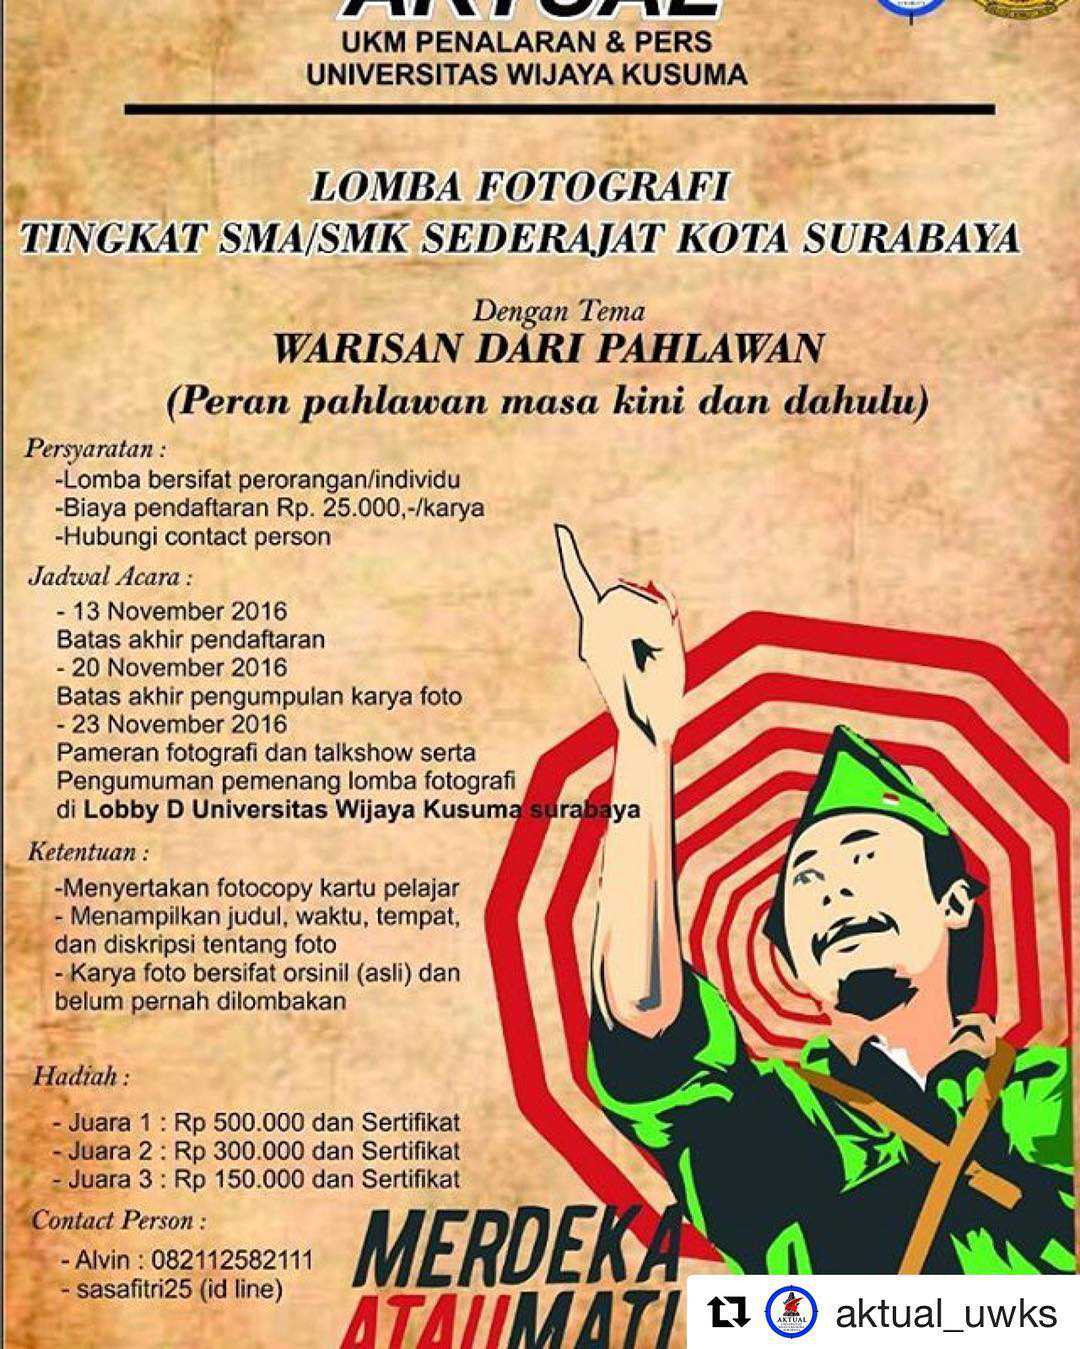 AKTUAL
UKM PENALARAN & PERS
UNIVERSITAS WIJAYA KUSUMA
LOMBA FOTOGRAFI
TINGKAT SMA/SMK SEDERAJAT KOTA SURABAYA
Dengan Tema
WARISAN DARI PAHLAWAN
(Peran pahlawan masa kini dan dahulu)
Persyaratan :
-Lomba bersifat perorangan/individu
-Biaya pendaftaran Rp. 25.000,-/karya
-Hubungi contact person
Jadwal Acara :
- 13 November 2016
Batas akhir pendaftaran
- 20 November 2016
Batas akhir pengumpulan karya foto
- 23 November 2016
Pameran fotografi dan talkshow serta
Pengumuman pemenang lomba fotografi
di Lobby D Universitas Wijaya Kusuma surabaya
Ketentuan :
-Menyertakan fotocopy kartu pelajar
- Menampilkan judul, waktu, tempat,
dan diskripsi tentang foto
- Karya foto bersifat orsinil (asli) dan
belum pernah dilombakan
Hadiah :
- Juara 1 : Rp 500.000 dan Sertifikat
- Juara 2 : Rp 300.000 dan Sertifikat
- Juara 3 : Rp 150.000 dan Sertifikat
Contact Person :
- Alvin : 082112582111
- sasafitri25 (id line)
MERDEKA
ATAU MATI
AKTUAL
aktual_uwks